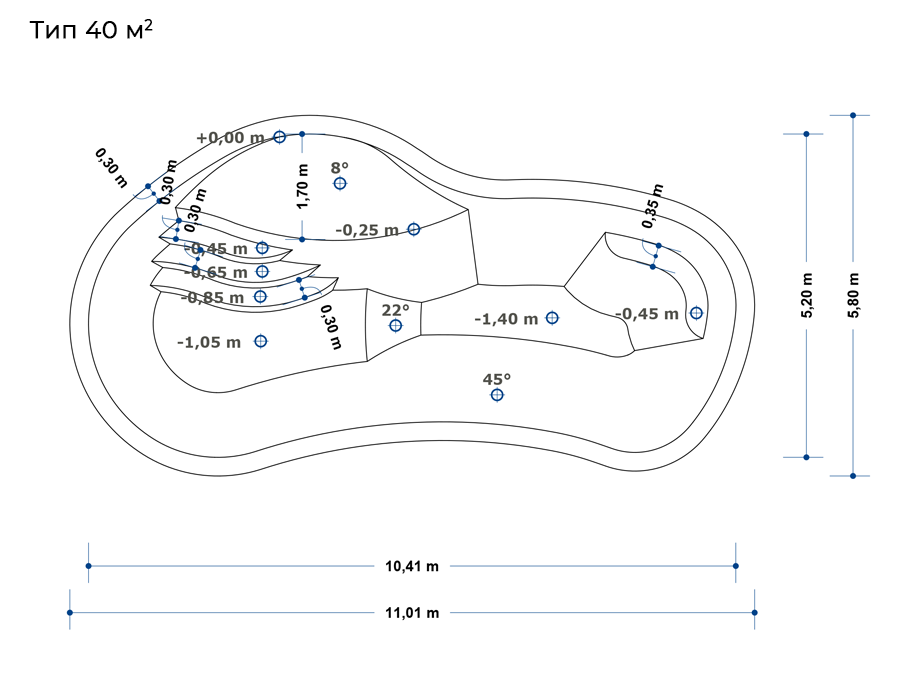 Тип 40 м²
+0,00 m
0,30 m
0,30 m
0,30 m
1,70 m
8°
-0,25 m
0,35 m
-0,45 m
-0,65 m
-0,85 m
0,30 m
-1,05 m
22°
-1,40 m
-0,45 m
45°
5,20 m
5,80 m
10,41 m
11,01 m